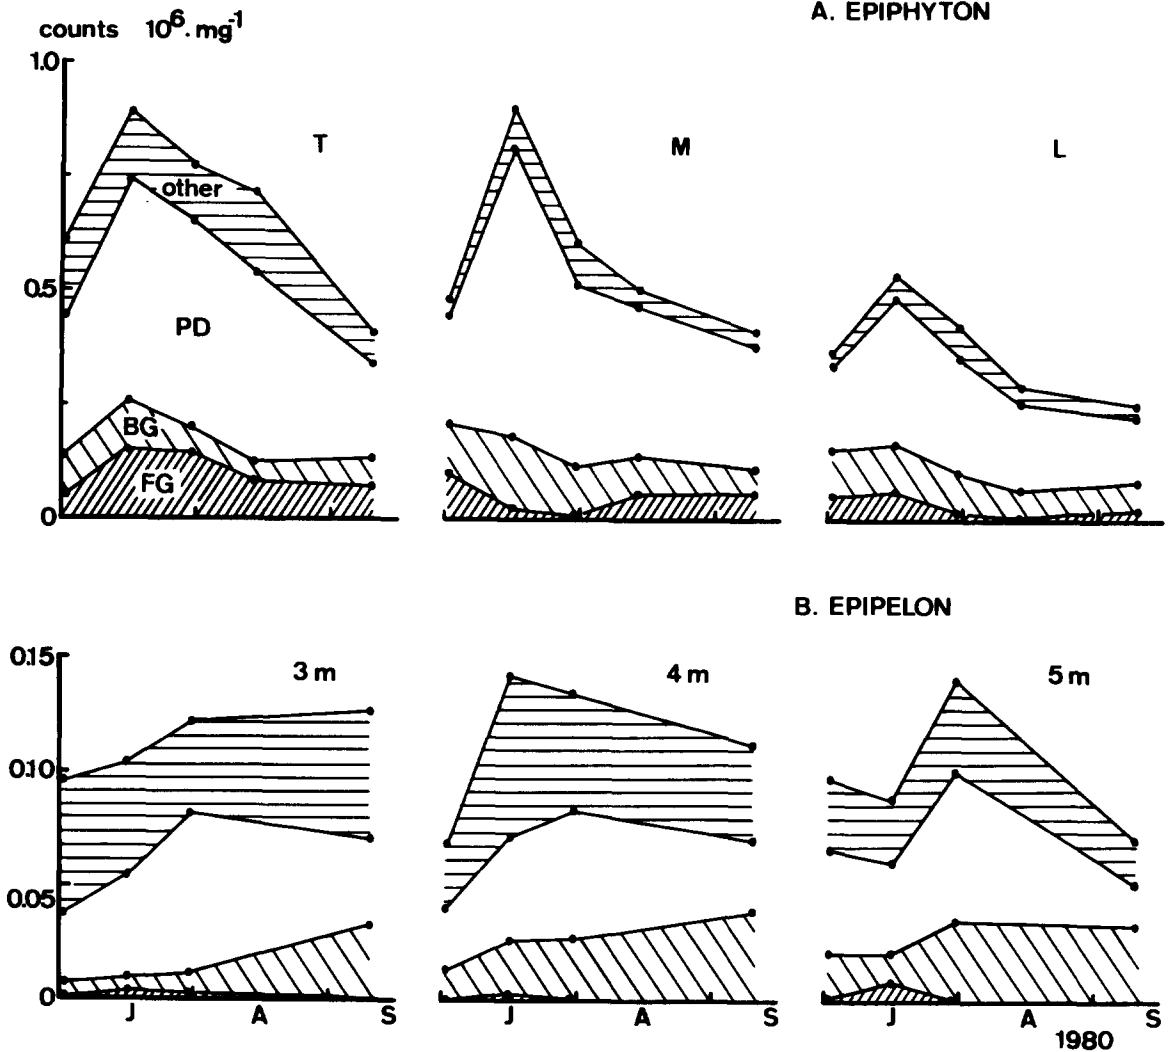 A. EPIPHYTON
counts 10⁶.mg⁻¹
1.0
T
M
L
other
0.5
PD
BG
FG
0
B. EPIPELON
0.15
3 m
4 m
5 m
0.10
0.05
0
J A S J A S J A S
1980